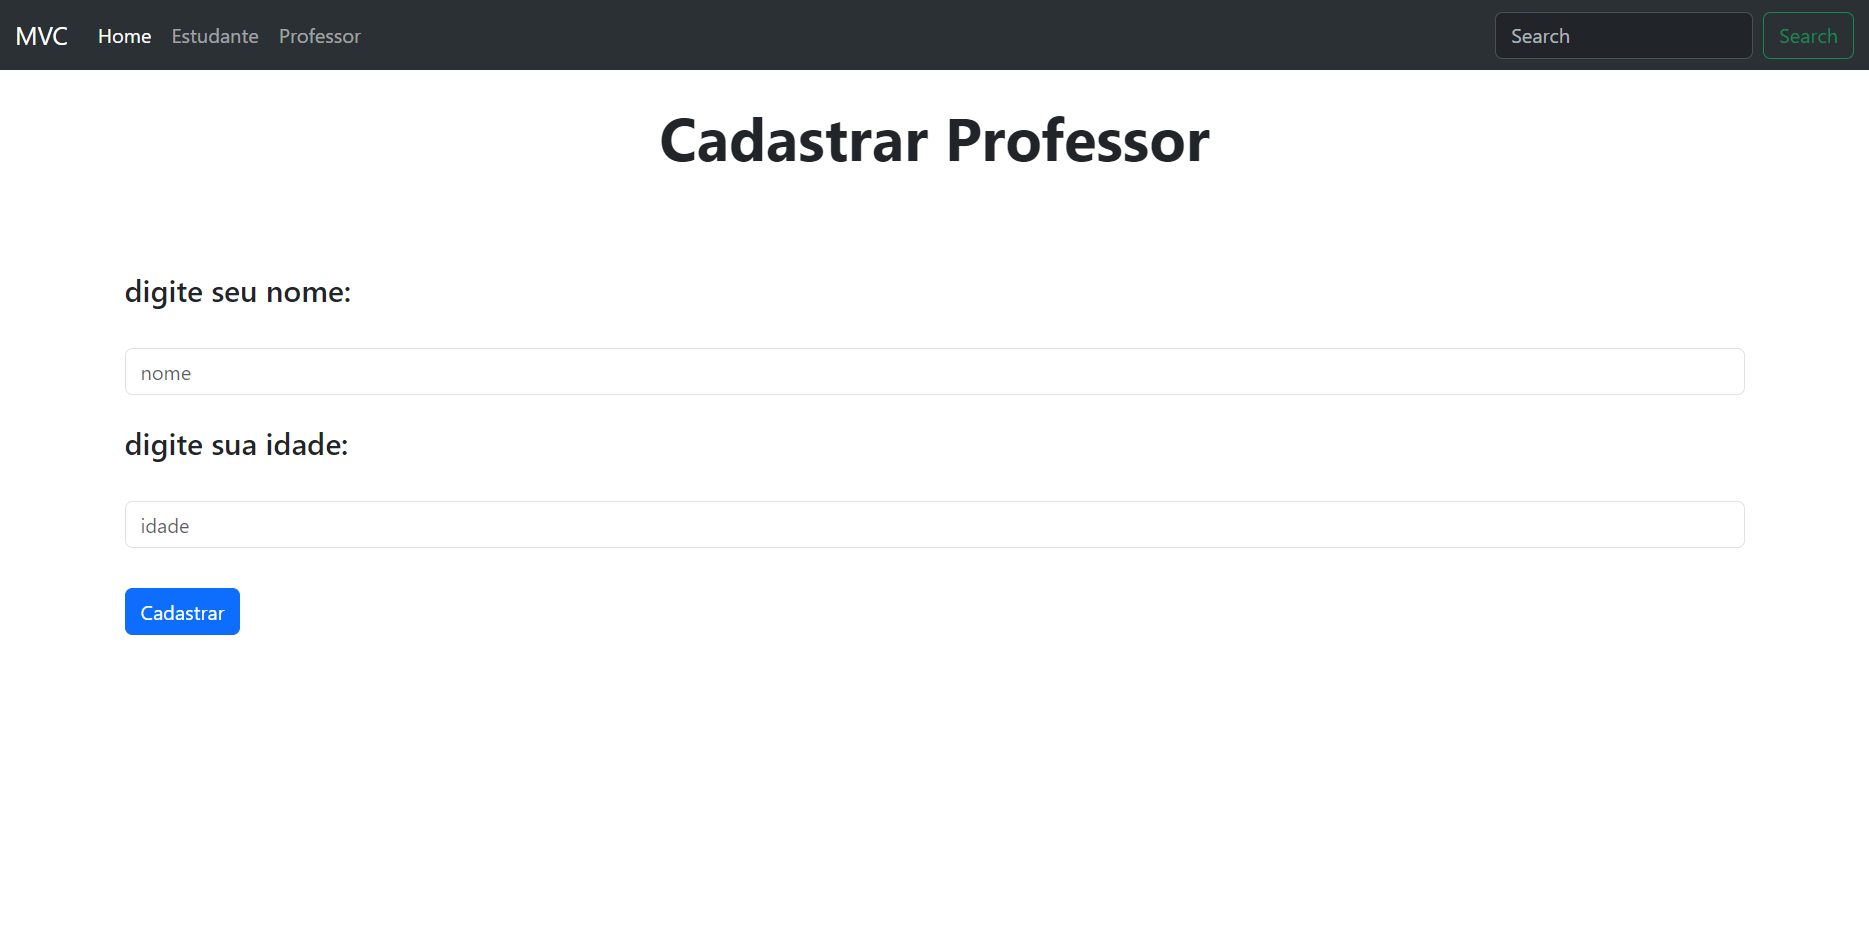 MVC Home Estudante Professor Search Search
Cadastrar Professor
digite seu nome:
nome
digite sua idade:
idade
Cadastrar